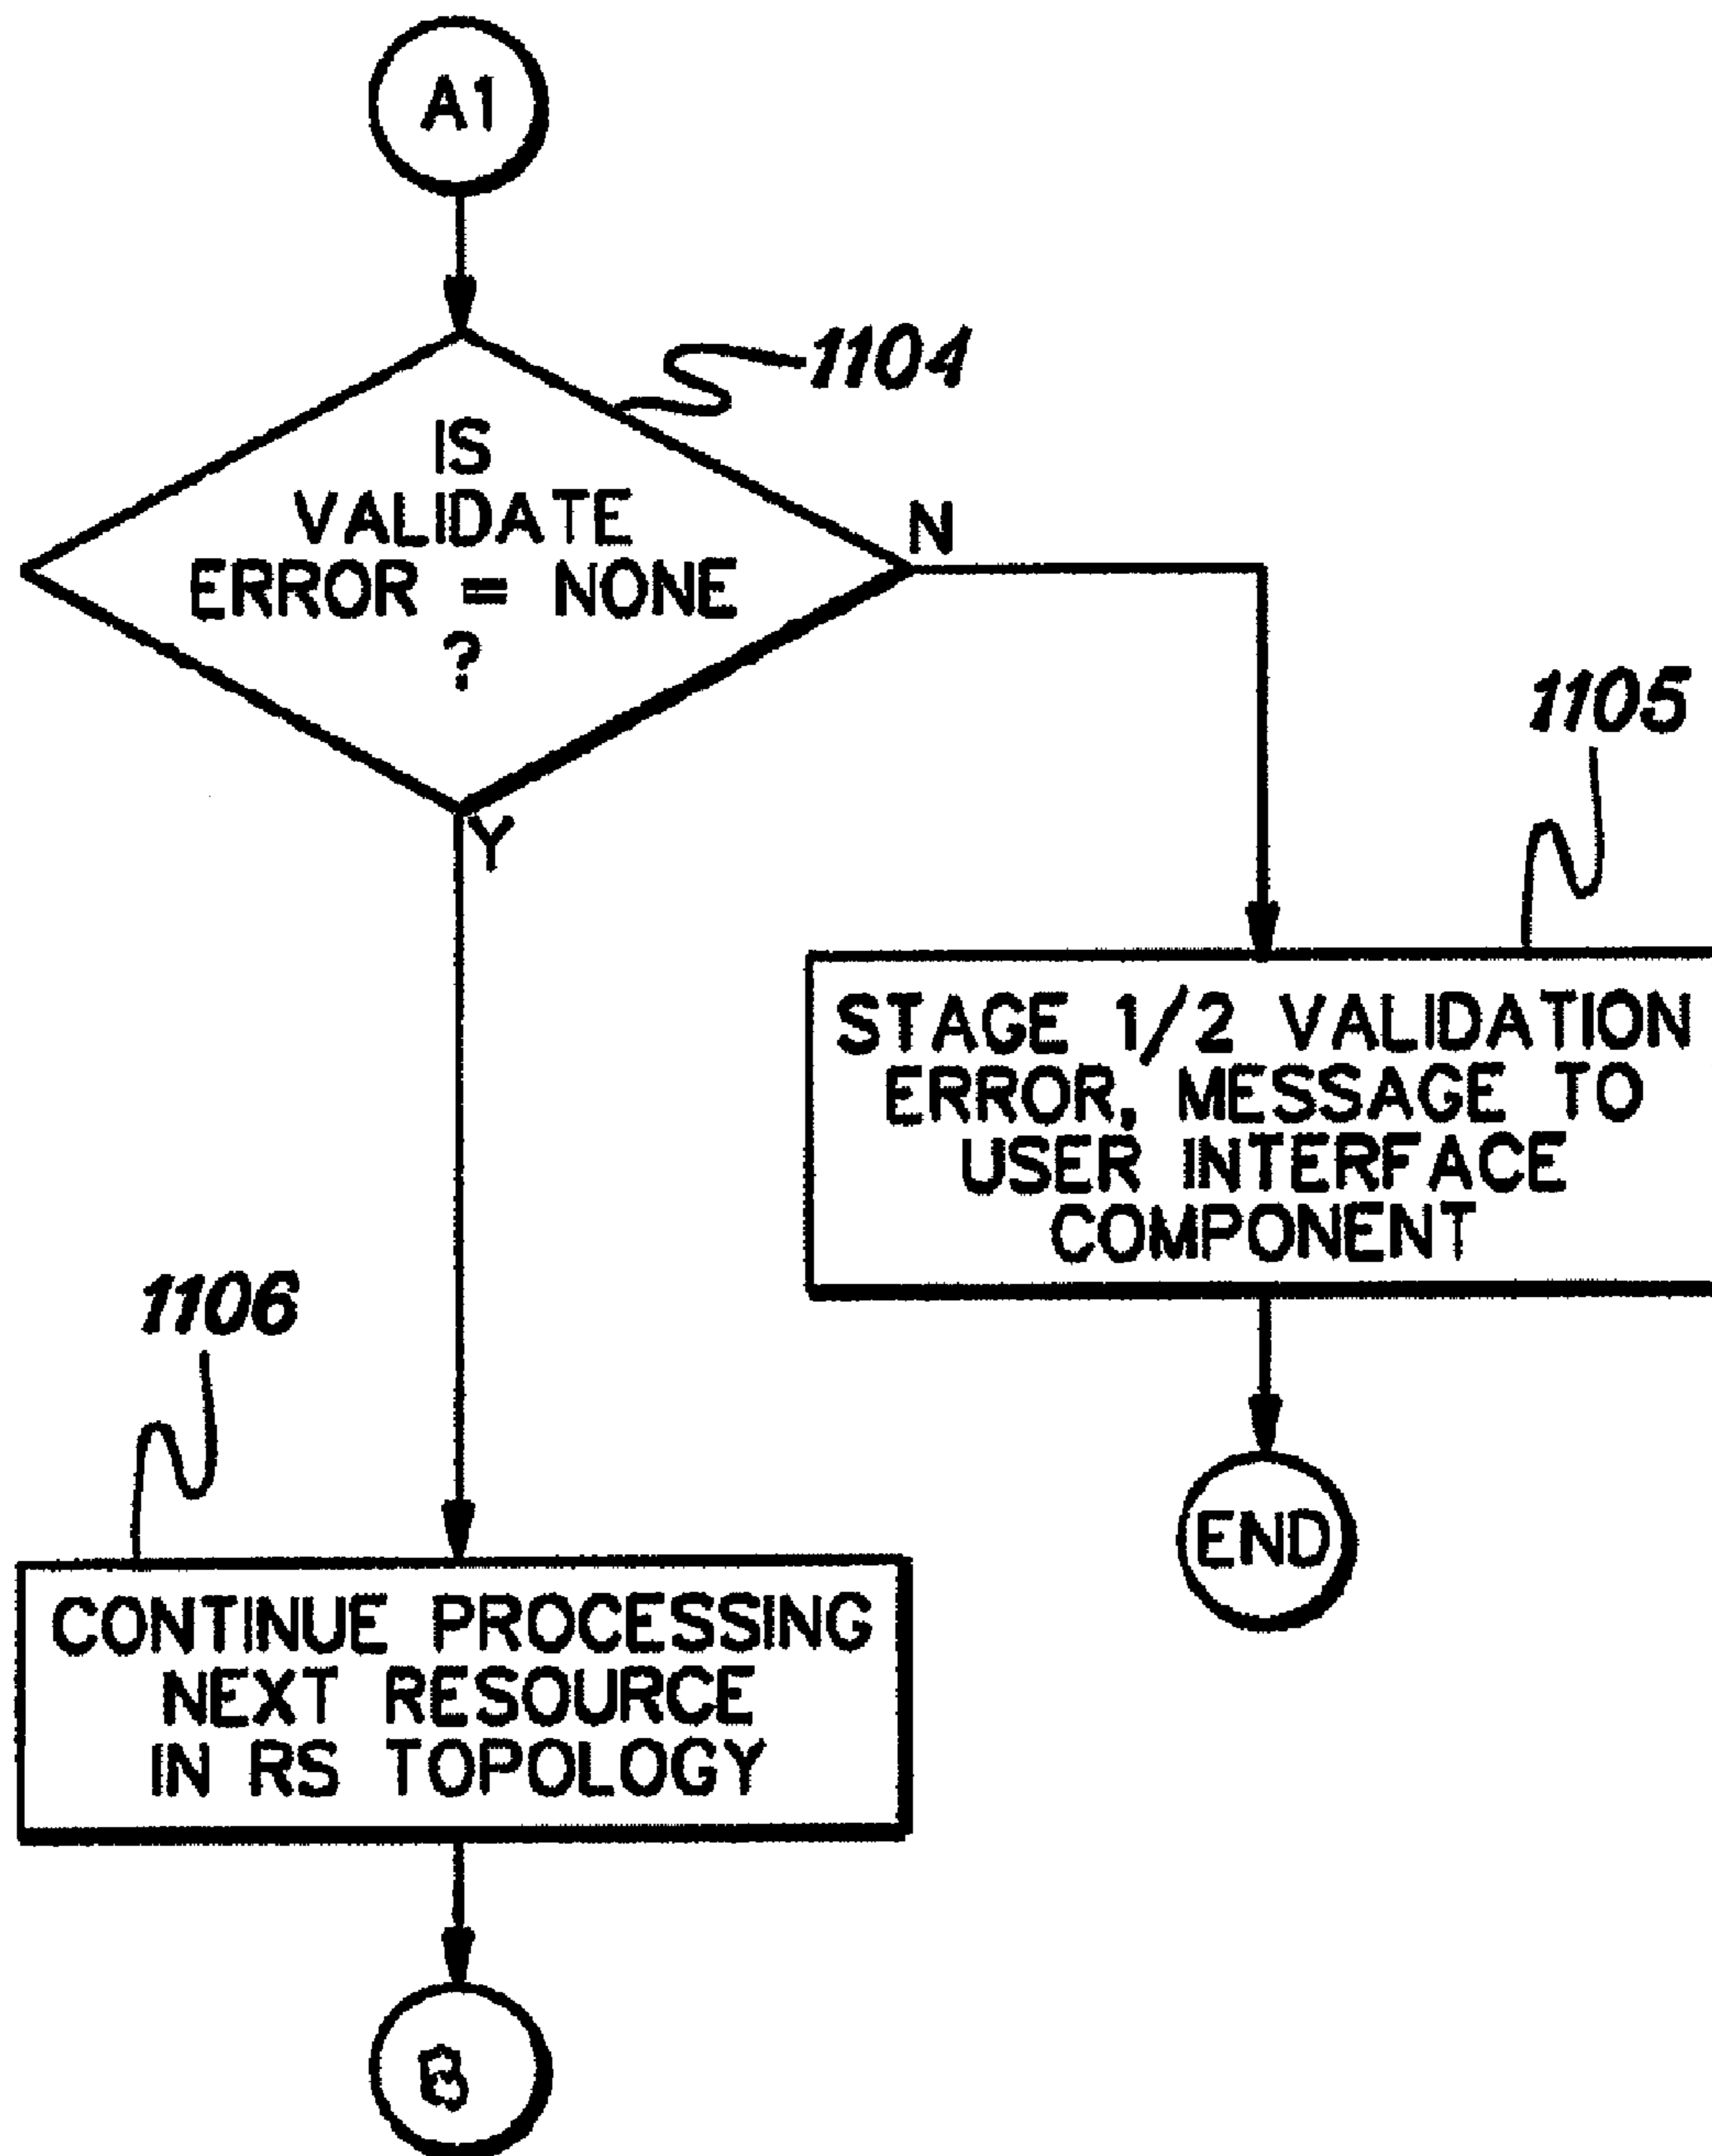 A1
1104
IS
VALIDATE
ERROR = NONE
?
N
Y
1105
STAGE 1/2 VALIDATION
ERROR, MESSAGE TO
USER INTERFACE
COMPONENT
END
1106
CONTINUE PROCESSING
NEXT RESOURCE
IN RS TOPOLOGY